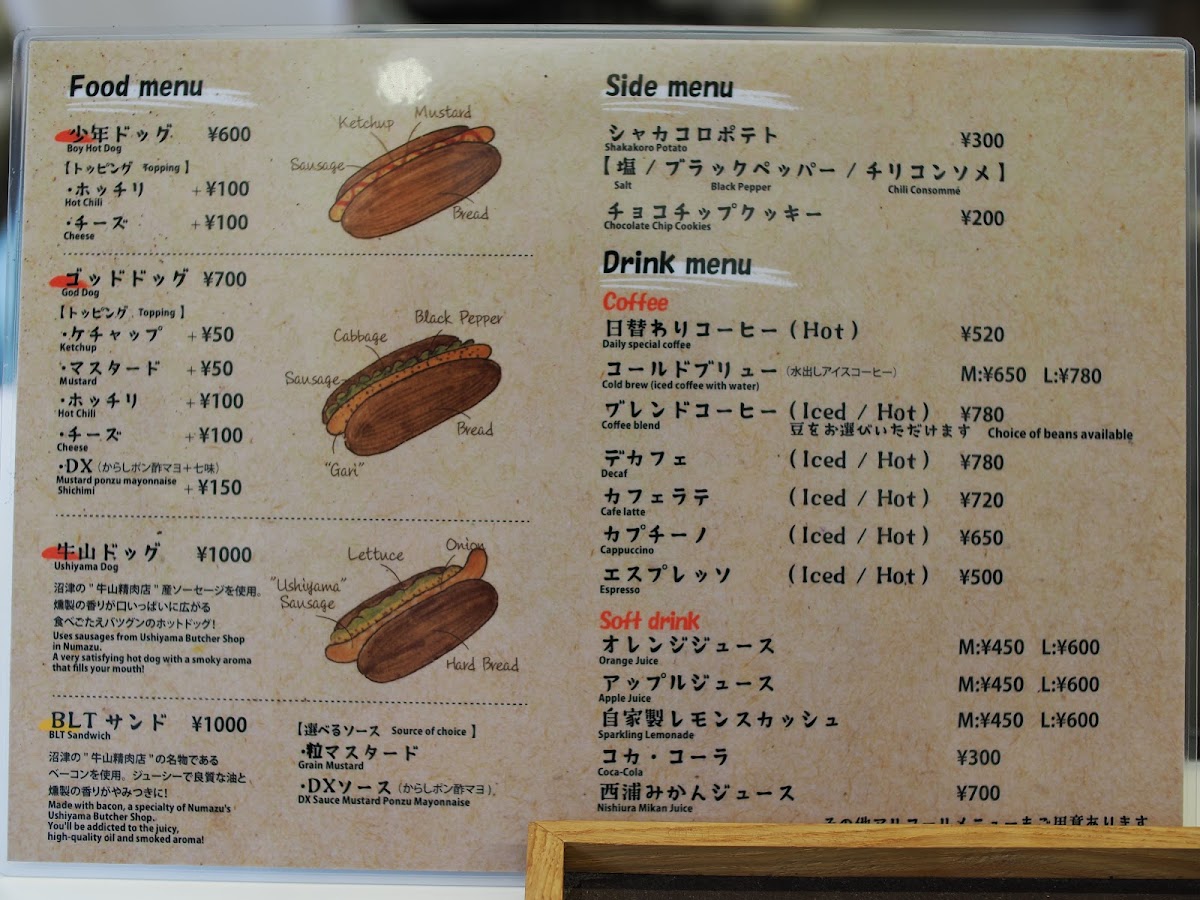 Food menu
少年ドッグ ¥600
Boy Hot Dog
【トッピング Topping】
・ホッチリ +¥100
Hot Chili
・チーズ +¥100
Cheese
Ketchup
Mustard
Sausage
Bread
ゴッドドッグ ¥700
God Dog
【トッピング Topping】
・ケチャップ +¥50
Ketchup
・マスタード +¥50
Mustard
・ホッチリ +¥100
Hot Chili
・チーズ +¥100
Cheese
・DX（からしポン酢マヨ＋七味）
Mustard ponzu mayonnaise
Shichimi +¥150
Black Pepper
Cabbage
Sausage
Bread
"Gari"
牛山ドッグ ¥1000
Ushiyama Dog
沼津の"牛山精肉店"産ソーセージを使用。
燻製の香りが口いっぱいに広がる
食べごたえバツグンのホットドッグ！
Uses sausages from Ushiyama Butcher Shop
in Numazu.
A very satisfying hot dog with a smoky aroma
that fills your mouth!
Lettuce
Onion
"Ushiyama"
Sausage
Hard Bread
BLTサンド ¥1000
BLT Sandwich
沼津の"牛山精肉店"の名物である
ベーコンを使用。ジューシーで良質な油と
燻製の香りがやみつきに！
Made with bacon, a specialty of Numazu's
Ushiyama Butcher Shop.
You'll be addicted to the juicy,
high-quality oil and smoked aroma!
【選べるソース Source of choice】
・粒マスタード
Grain Mustard
・DXソース（からしポン酢マヨ）
DX Sauce Mustard Ponzu Mayonnaise
Side menu
シャカコロポテト ¥300
Shakakoro Potato
【塩 / ブラックペッパー / チリコンソメ】
Salt Black Pepper Chili Consommé
チョコチップクッキー ¥200
Chocolate Chip Cookies
Drink menu
Coffee
日替わりコーヒー（Hot） ¥520
Daily special coffee
コールドブリュー（水出しアイスコーヒー） M:¥650 L:¥780
Cold brew (iced coffee with water)
ブレンドコーヒー（Iced / Hot） ¥780
Coffee blend 豆をお選びいただけます Choice of beans available
デカフェ （Iced / Hot） ¥780
Decaf
カフェラテ （Iced / Hot） ¥720
Cafe latte
カプチーノ （Iced / Hot） ¥650
Cappuccino
エスプレッソ （Iced / Hot） ¥500
Espresso
Soft drink
オレンジジュース M:¥450 L:¥600
Orange Juice
アップルジュース M:¥450 L:¥600
Apple Juice
自家製レモンスカッシュ M:¥450 L:¥600
Sparkling Lemonade
コカ・コーラ ¥300
Coca-Cola
西浦みかんジュース ¥700
Nishiura Mikan Juice